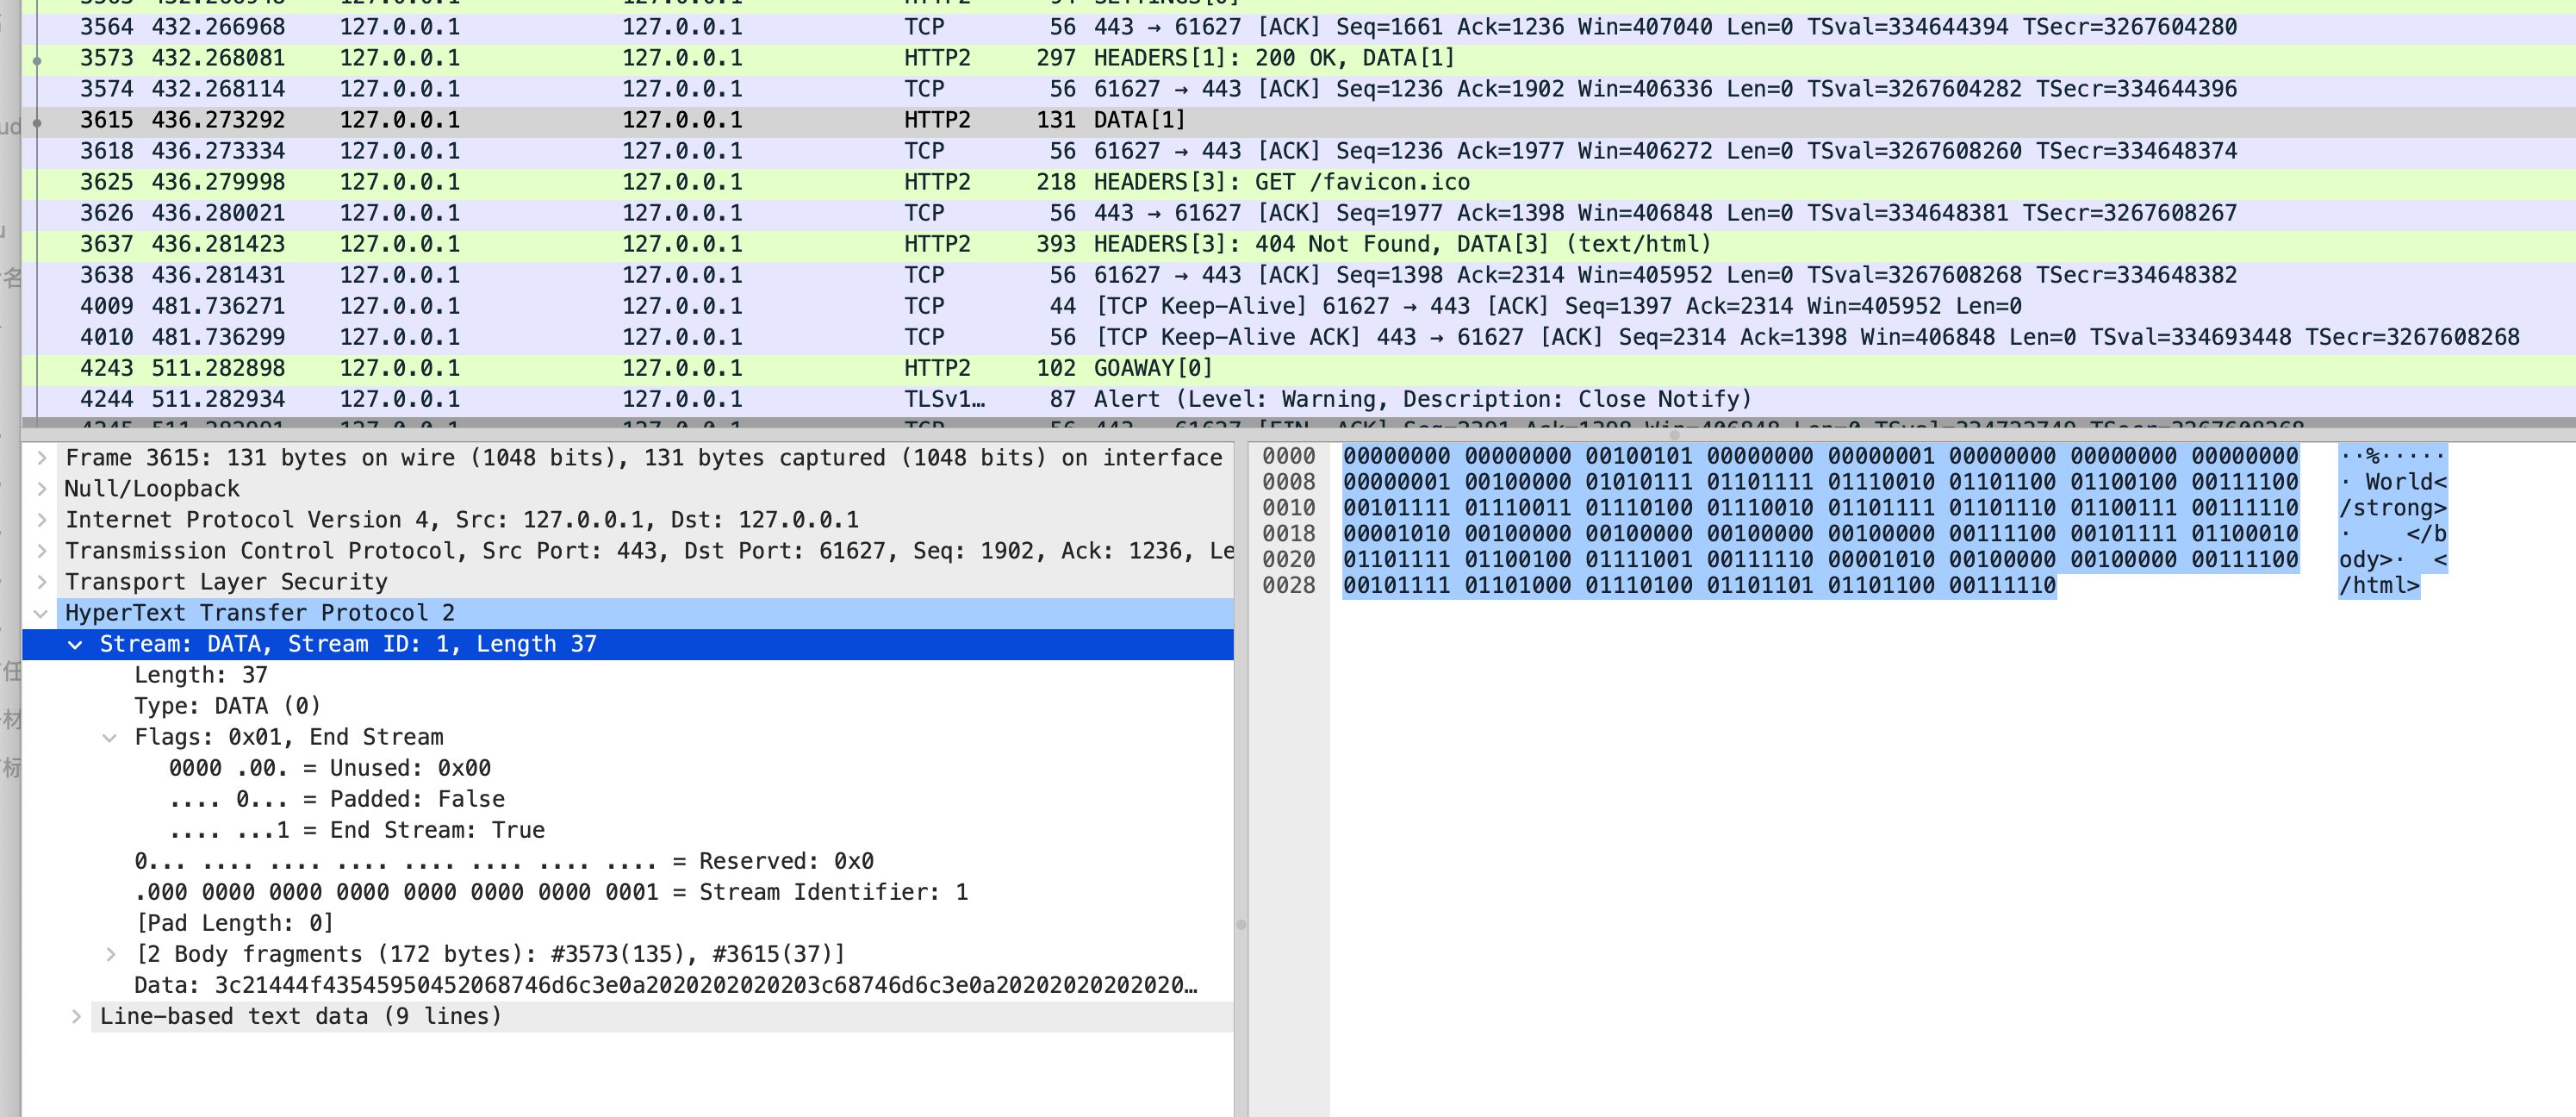 3564 432.266968 127.0.0.1 127.0.0.1 TCP 56 443 → 61627 [ACK] Seq=1661 Ack=1236 Win=407040 Len=0 TSval=334644394 TSecr=3267604280
3573 432.268081 127.0.0.1 127.0.0.1 HTTP2 297 HEADERS[1]: 200 OK, DATA[1]
3574 432.268114 127.0.0.1 127.0.0.1 TCP 56 61627 → 443 [ACK] Seq=1236 Ack=1902 Win=406336 Len=0 TSval=3267604282 TSecr=334644396
3615 436.273292 127.0.0.1 127.0.0.1 HTTP2 131 DATA[1]
3618 436.273334 127.0.0.1 127.0.0.1 TCP 56 61627 → 443 [ACK] Seq=1236 Ack=1977 Win=406272 Len=0 TSval=3267608260 TSecr=334648374
3625 436.279998 127.0.0.1 127.0.0.1 HTTP2 218 HEADERS[3]: GET /favicon.ico
3626 436.280021 127.0.0.1 127.0.0.1 TCP 56 443 → 61627 [ACK] Seq=1977 Ack=1398 Win=406848 Len=0 TSval=334648381 TSecr=3267608267
3637 436.281423 127.0.0.1 127.0.0.1 HTTP2 393 HEADERS[3]: 404 Not Found, DATA[3] (text/html)
3638 436.281431 127.0.0.1 127.0.0.1 TCP 56 61627 → 443 [ACK] Seq=1398 Ack=2314 Win=405952 Len=0 TSval=3267608268 TSecr=334648382
4009 481.736271 127.0.0.1 127.0.0.1 TCP 44 [TCP Keep-Alive] 61627 → 443 [ACK] Seq=1397 Ack=2314 Win=405952 Len=0
4010 481.736299 127.0.0.1 127.0.0.1 TCP 56 [TCP Keep-Alive ACK] 443 → 61627 [ACK] Seq=2314 Ack=1398 Win=406848 Len=0 TSval=334693448 TSecr=3267608268
4243 511.282898 127.0.0.1 127.0.0.1 HTTP2 102 GOAWAY[0]
4244 511.282934 127.0.0.1 127.0.0.1 TLSv1… 87 Alert (Level: Warning, Description: Close Notify)
Frame 3615: 131 bytes on wire (1048 bits), 131 bytes captured (1048 bits) on interface
Null/Loopback
Internet Protocol Version 4, Src: 127.0.0.1, Dst: 127.0.0.1
Transmission Control Protocol, Src Port: 443, Dst Port: 61627, Seq: 1902, Ack: 1236, Le
Transport Layer Security
HyperText Transfer Protocol 2
Stream: DATA, Stream ID: 1, Length 37
Length: 37
Type: DATA (0)
Flags: 0x01, End Stream
0000 .00. = Unused: 0x00
.... 0... = Padded: False
.... ...1 = End Stream: True
0... .... .... .... .... .... .... .... = Reserved: 0x0
.000 0000 0000 0000 0000 0000 0000 0001 = Stream Identifier: 1
[Pad Length: 0]
[2 Body fragments (172 bytes): #3573(135), #3615(37)]
Data: 3c21444f43545950452068746d6c3e0a2020202020203c68746d6c3e0a20202020202020…
Line-based text data (9 lines)
0000 00000000 00000000 00100101 00000000 00000001 00000000 00000000 00000000 ··%·····
0008 00000001 00100000 01010111 01101111 01110010 01101100 01100100 00111100 · World<
0010 00101111 01110011 01110100 01110010 01101111 01101110 01100111 00111110 /strong>
0018 00001010 00100000 00100000 00100000 00100000 00111100 00101111 01100010 ·    </b
0020 01101111 01100100 01111001 00111110 00001010 00100000 00100000 00111100 ody>·  <
0028 00101111 01101000 01110100 01101101 01101100 00111110 /html>